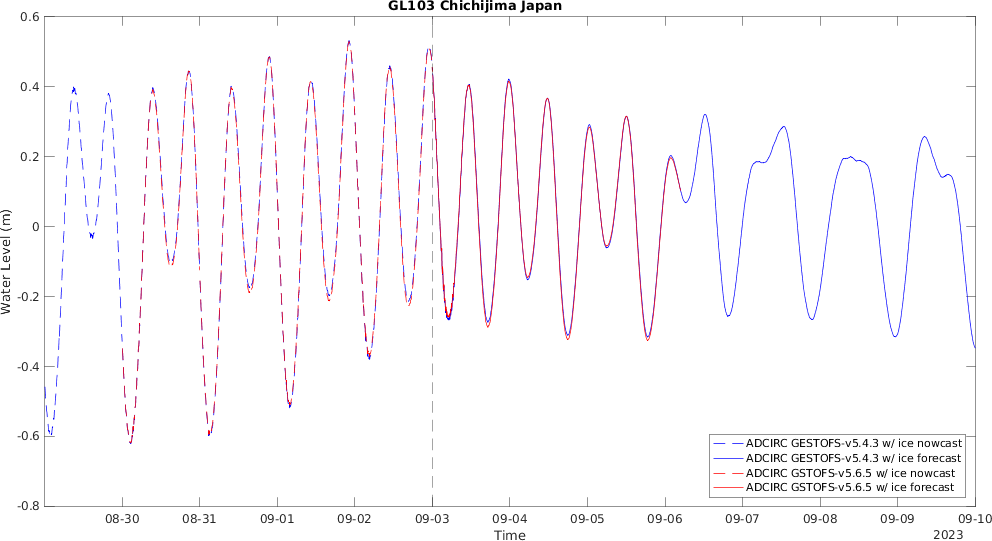 GL103 Chichijima Japan
0.6
0.4
0.2
0
-0.2
-0.4
-0.6
-0.8
Water Level (m)
ADCIRC GESTOFS-v5.4.3 w/ ice nowcast
ADCIRC GESTOFS-v5.4.3 w/ ice forecast
ADCIRC GSTOFS-v5.6.5 w/ ice nowcast
ADCIRC GSTOFS-v5.6.5 w/ ice forecast
08-30 08-31 09-01 09-02 09-03 09-04 09-05 09-06 09-07 09-08 09-09 09-10
Time 2023